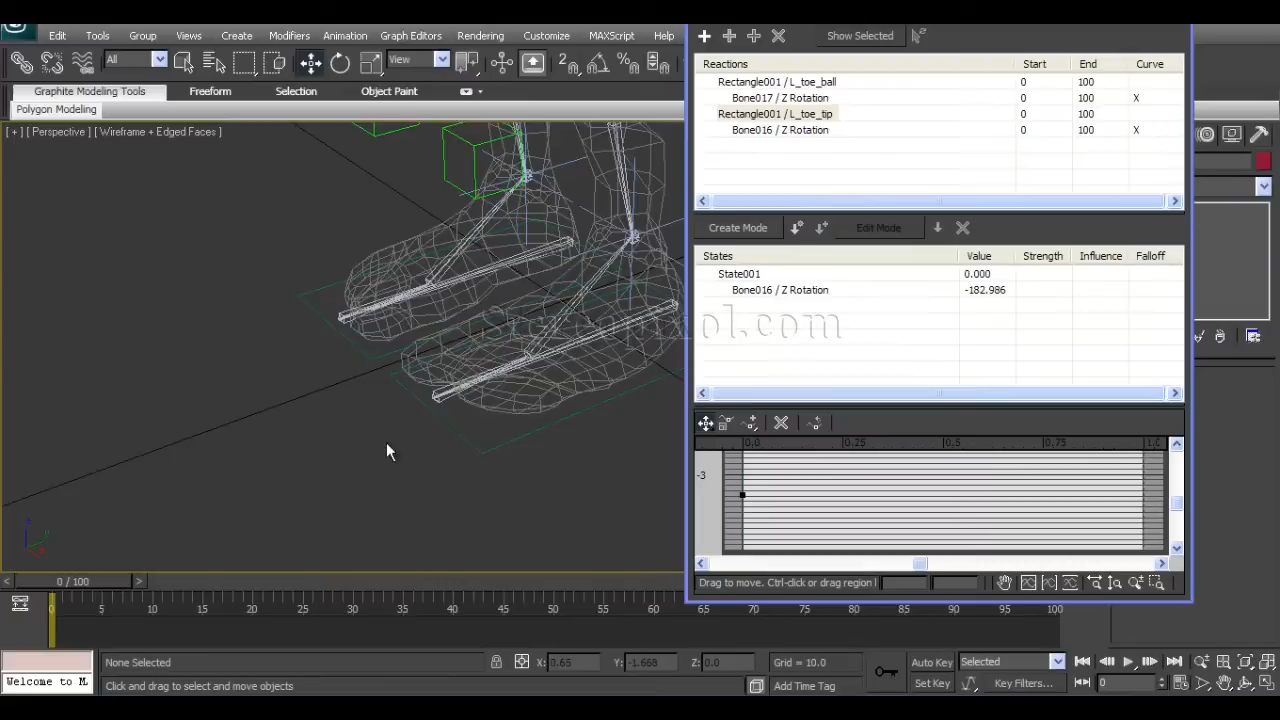 Edit Tools Group Views Create Modifiers Animation Graph Editors Rendering Customize MAXScript Help
Show Selected
All
View
Graphite Modeling Tools Freeform Selection Object Paint
Polygon Modeling
[ + ] [ Perspective ] [ Wireframe + Edged Faces ]
Reactions Start End Curve
Rectangle001 / L_toe_ball 0 100
Bone017 / Z Rotation 0 100 X
Rectangle001 / L_toe_tip 0 100
Bone016 / Z Rotation 0 100 X
Create Mode Edit Mode
States Value Strength Influence Falloff
State001 0.000
Bone016 / Z Rotation -182.986
0.0 0.25 0.5 0.75 1.0
-3
Drag to move. Ctrl-click or drag region
0 / 100
0 5 10 15 20 25 30 35 40 45 50 55 60 65 70 75 80 85 90 95 100
None Selected X: 0.65 Y: -1.668 Z: 0.0 Grid = 10.0 Auto Key Selected
Welcome to M. Click and drag to select and move objects Add Time Tag Set Key Key Filters... 0